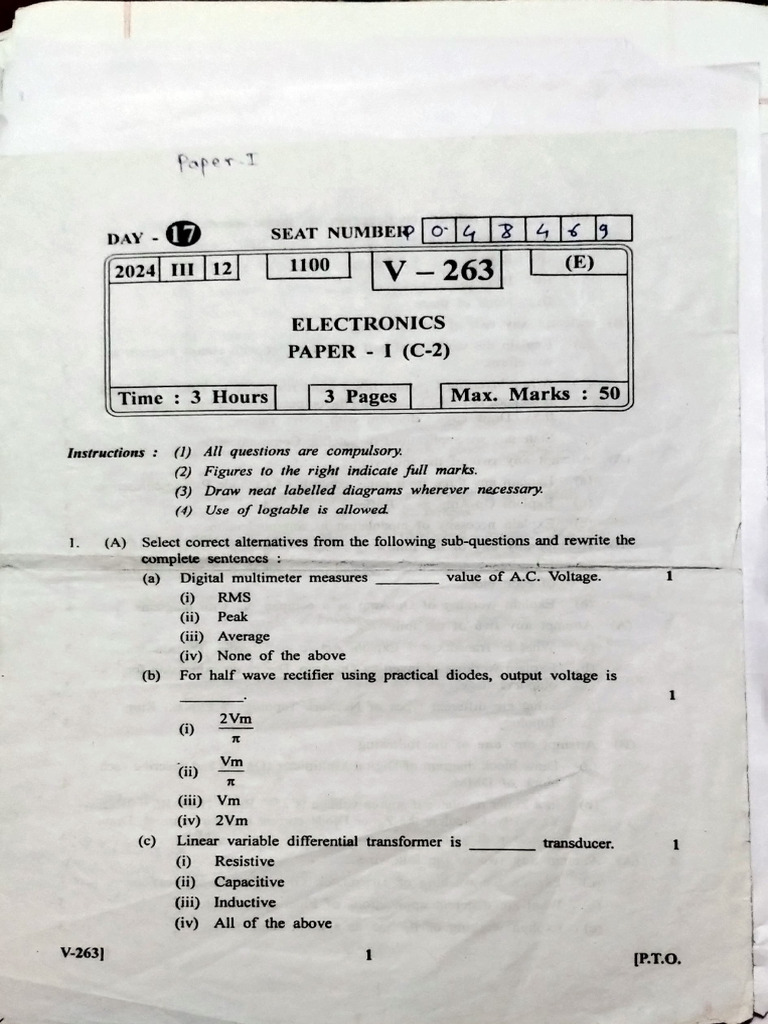 Paper-I
DAY - 17 SEAT NUMBER P 0 4 8 4 6 9
2024 III 12 1100 V – 263 (E)
ELECTRONICS
PAPER - I (C-2)
Time : 3 Hours 3 Pages Max. Marks : 50
Instructions : (1) All questions are compulsory.
(2) Figures to the right indicate full marks.
(3) Draw neat labelled diagrams wherever necessary.
(4) Use of logtable is allowed.
1. (A) Select correct alternatives from the following sub-questions and rewrite the
complete sentences :
(a) Digital multimeter measures ________ value of A.C. Voltage. 1
(i) RMS
(ii) Peak
(iii) Average
(iv) None of the above
(b) For half wave rectifier using practical diodes, output voltage is
________. 1
(i) 2Vm
π
(ii) Vm
π
(iii) Vm
(iv) 2Vm
(c) Linear variable differential transformer is ________ transducer. 1
(i) Resistive
(ii) Capacitive
(iii) Inductive
(iv) All of the above
V-263] 1 [P.T.O.